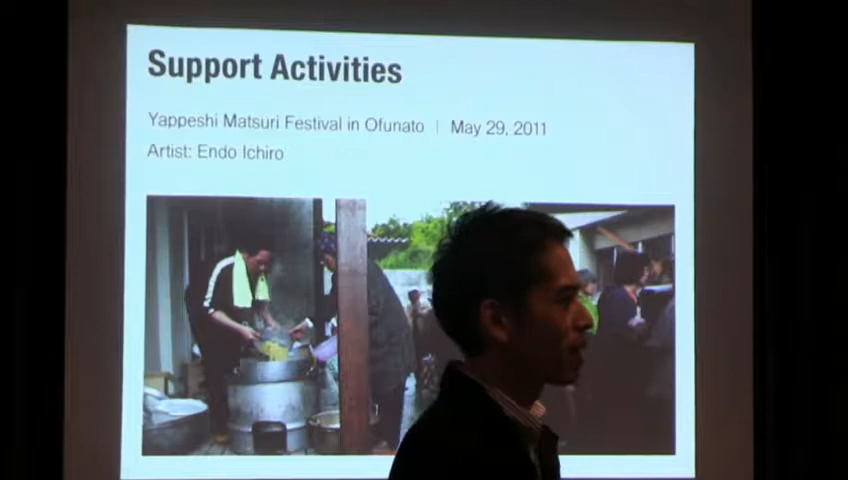 Support Activities
Yappeshi Matsuri Festival in Ofunato | May 29, 2011
Artist: Endo Ichiro